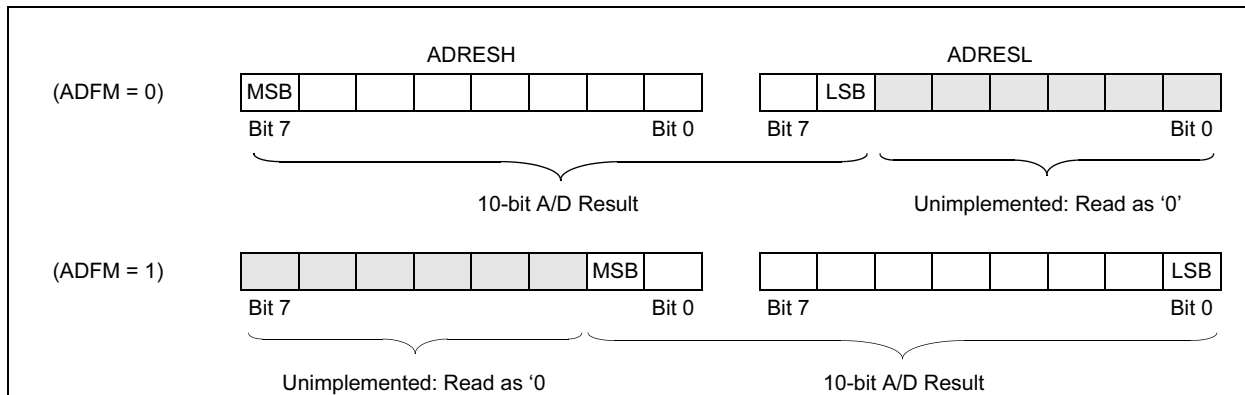 ADRESH ADRESL
(ADFM = 0) MSB LSB
Bit 7 Bit 0 Bit 7 Bit 0
10-bit A/D Result Unimplemented: Read as ‘0’
(ADFM = 1) MSB LSB
Bit 7 Bit 0 Bit 7 Bit 0
Unimplemented: Read as ‘0 10-bit A/D Result